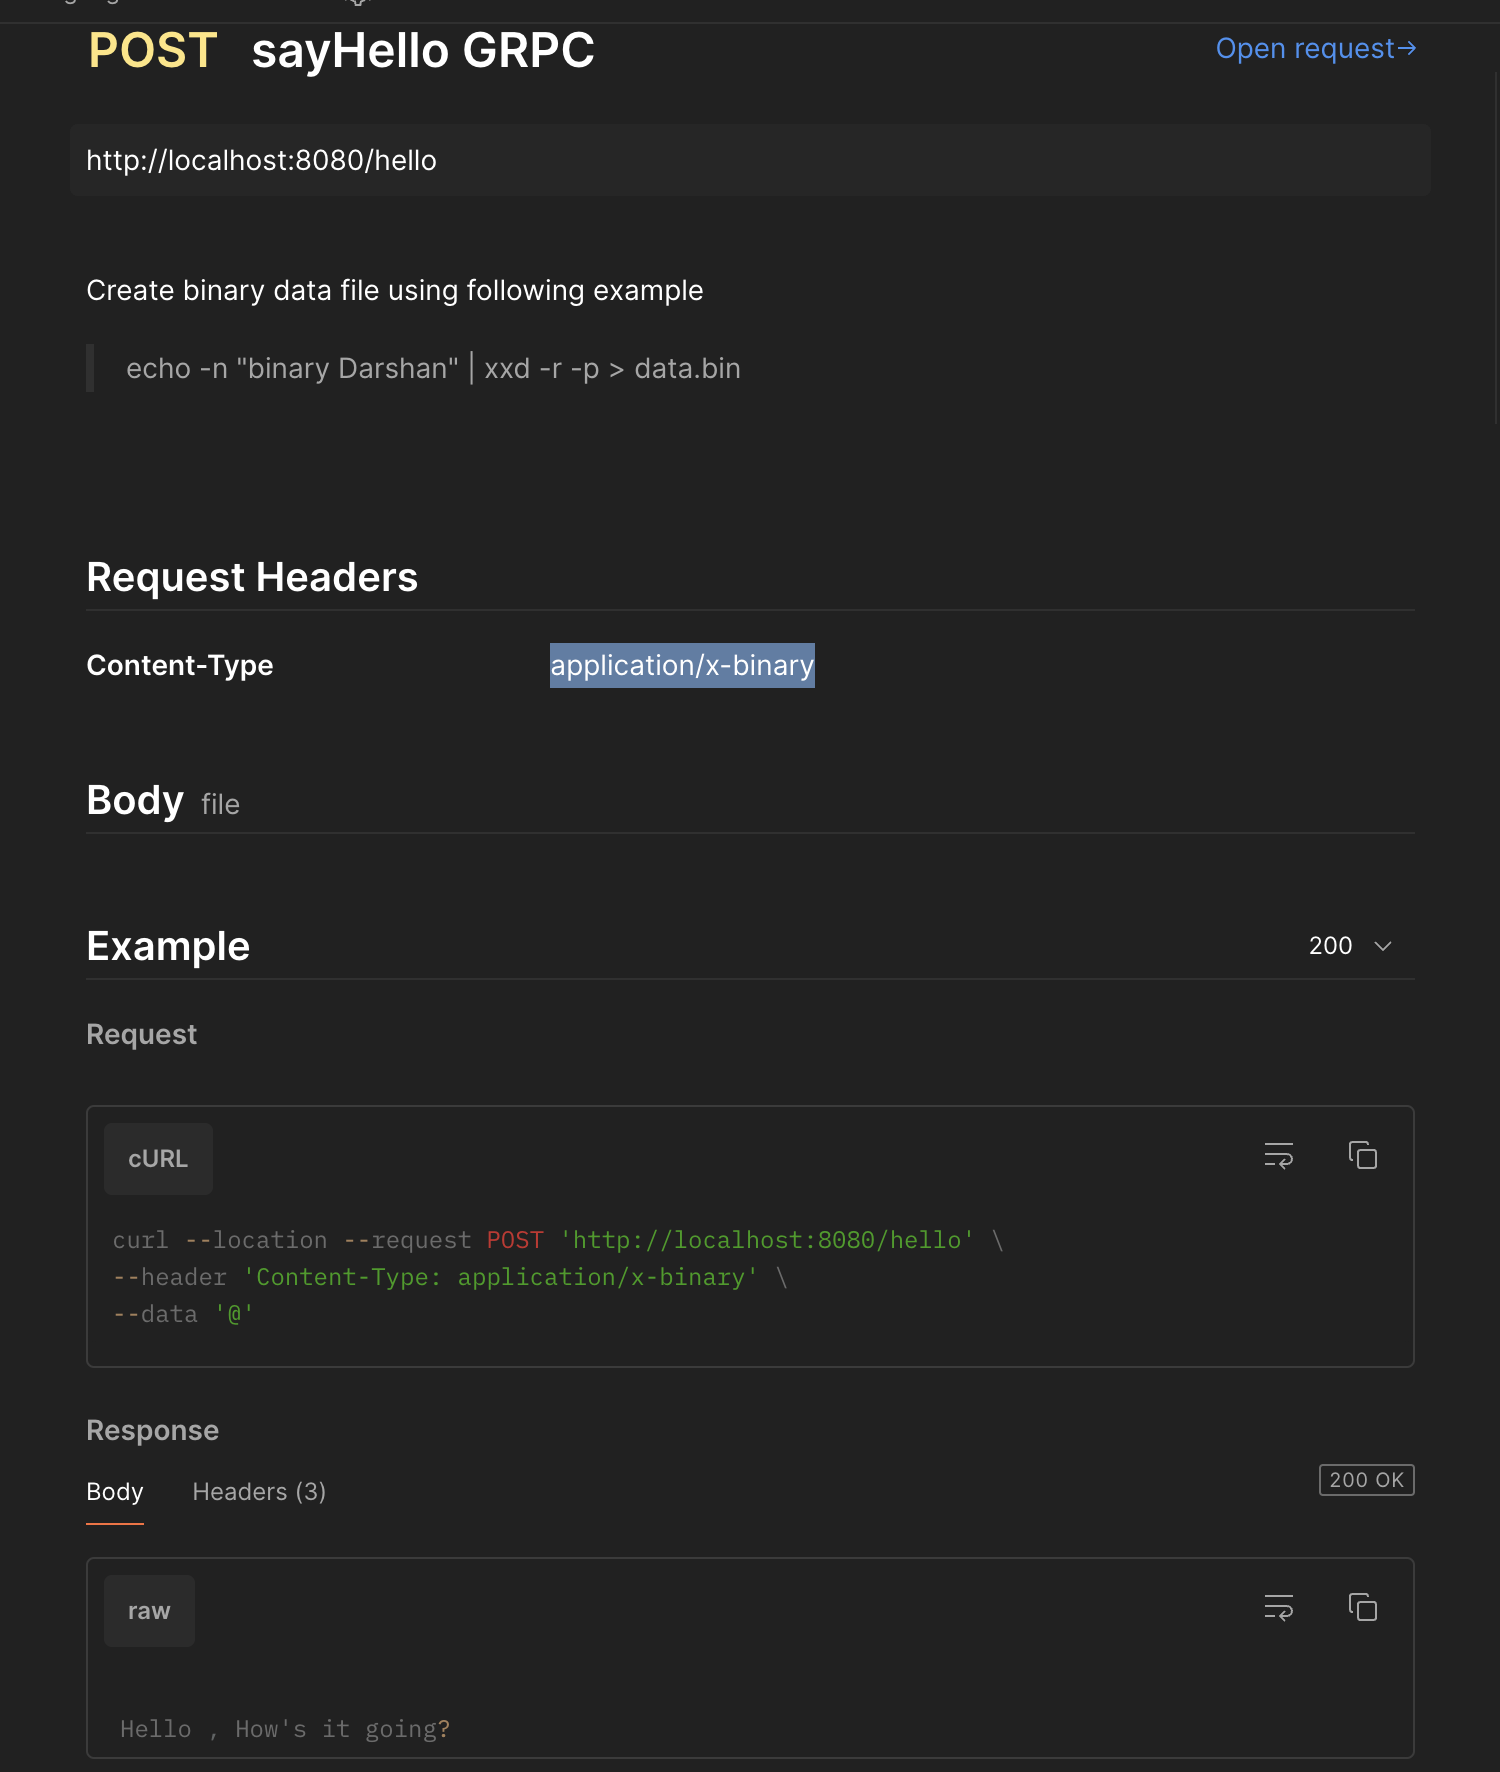 POST sayHello GRPC
Open request→
http://localhost:8080/hello
Create binary data file using following example
echo -n "binary Darshan" | xxd -r -p > data.bin
Request Headers
Content-Type application/x-binary
Body file
Example 200
Request
cURL
curl --location --request POST 'http://localhost:8080/hello' \
--header 'Content-Type: application/x-binary' \
--data '@'
Response
Body Headers (3) 200 OK
raw
Hello , How's it going?